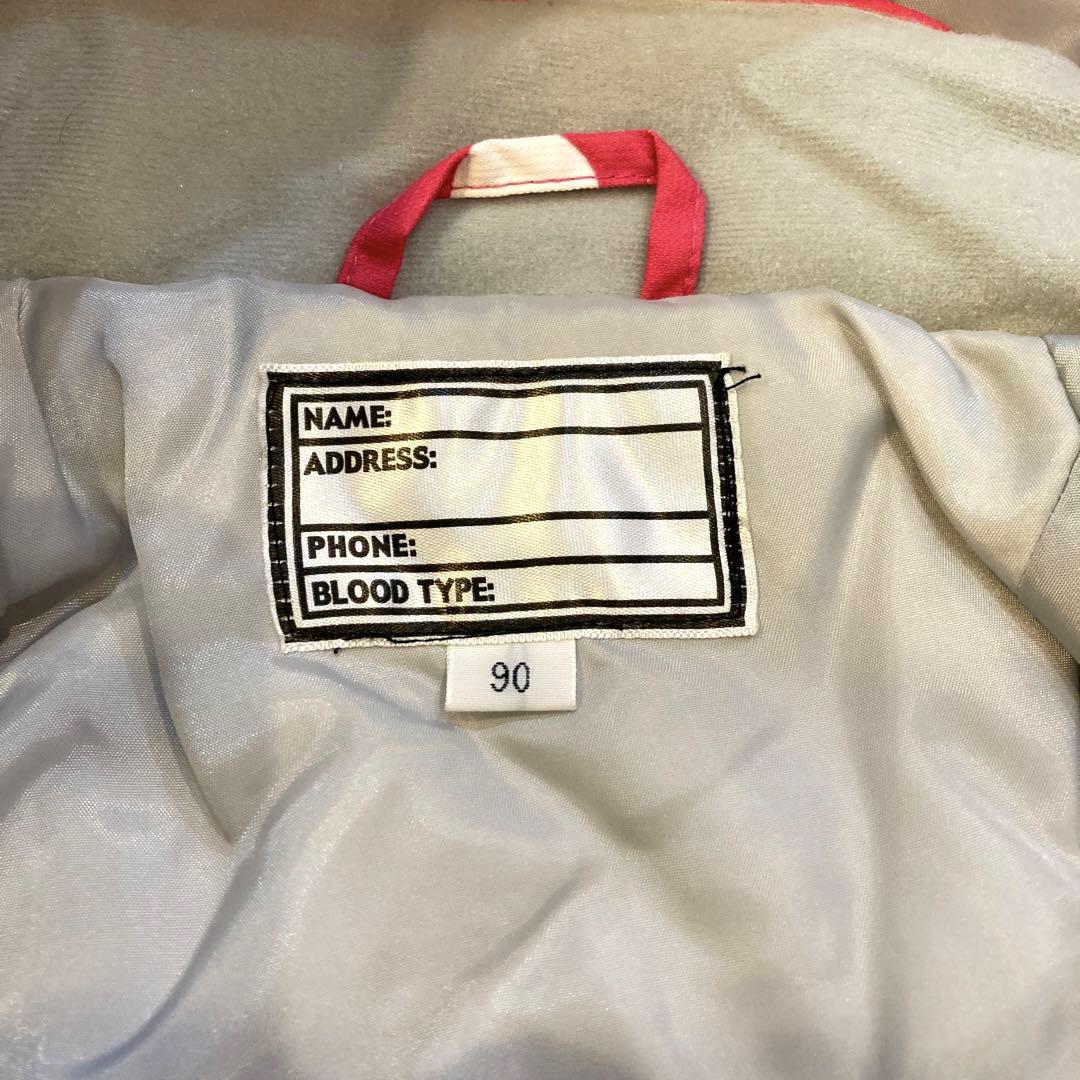 NAME:
ADDRESS:
PHONE:
BLOOD TYPE:
90